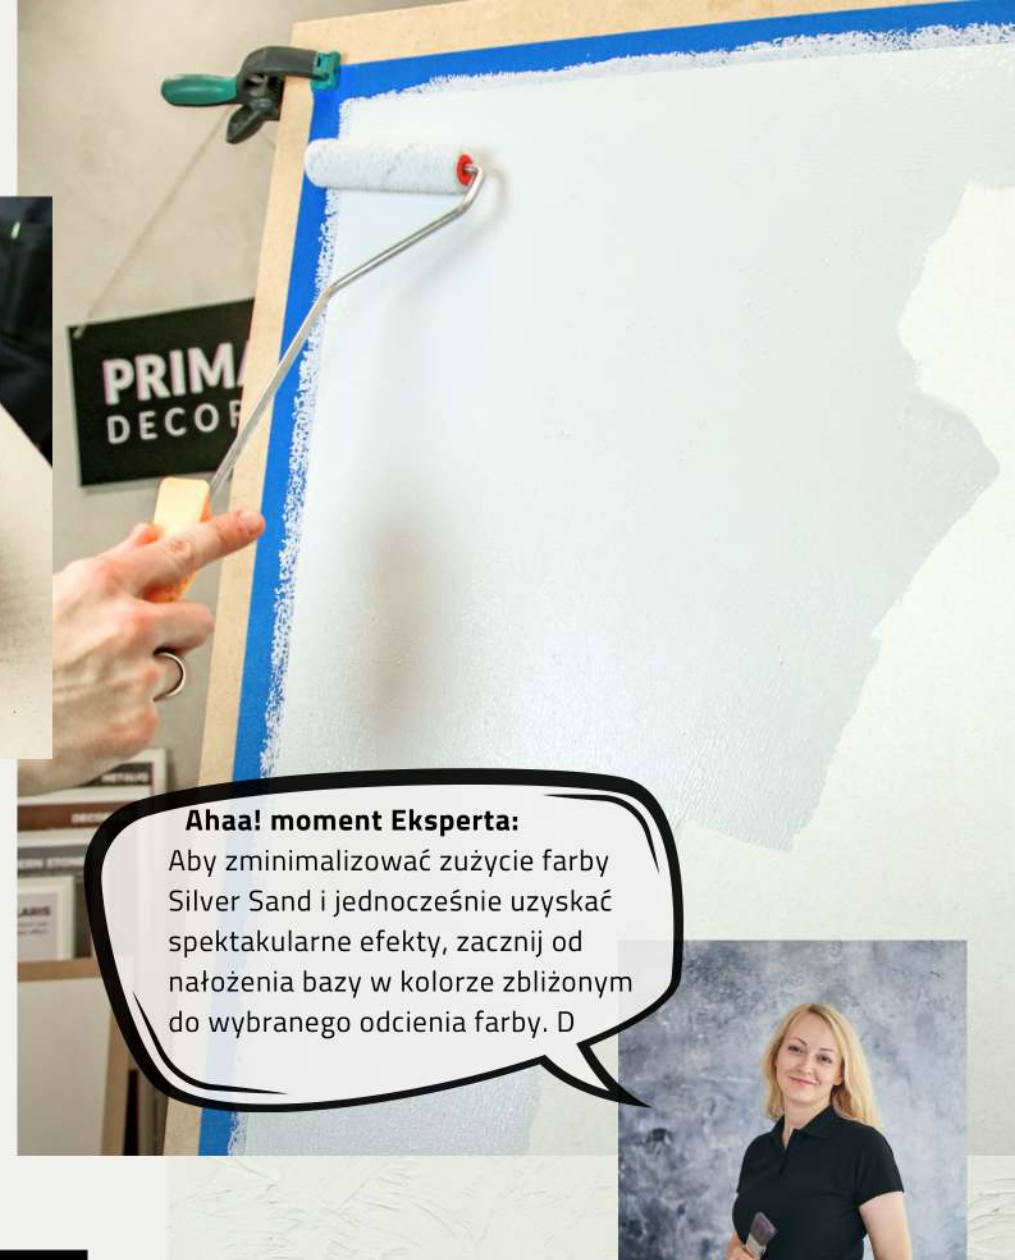 PRIMA
DECOR
Ahaa! moment Eksperta:
Aby zminimalizować zużycie farby
Silver Sand i jednocześnie uzyskać
spektakularne efekty, zacznij od
nałożenia bazy w kolorze zbliżonym
do wybranego odcienia farby. D